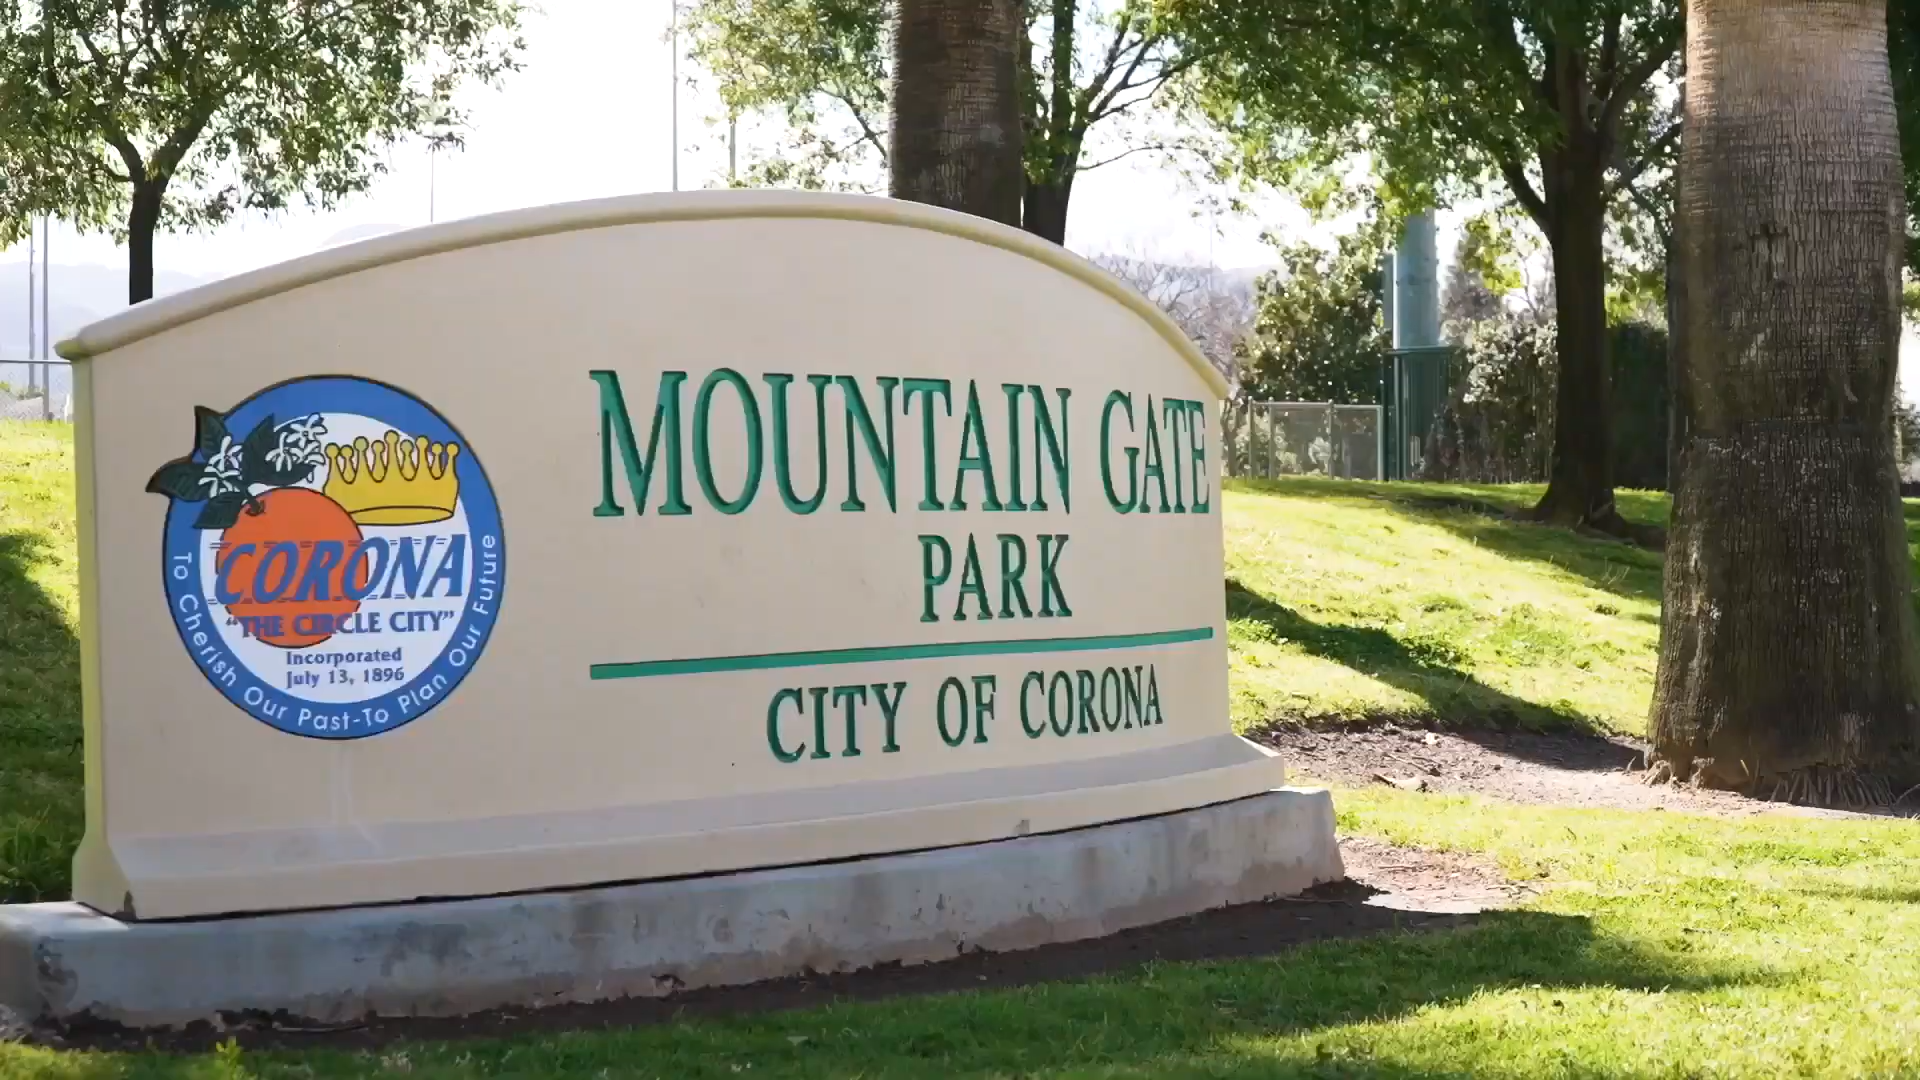 CORONA
"THE CIRCLE CITY"
Incorporated
July 13, 1896
To Cherish Our Past-To Plan Our Future
MOUNTAIN GATE
PARK
CITY OF CORONA